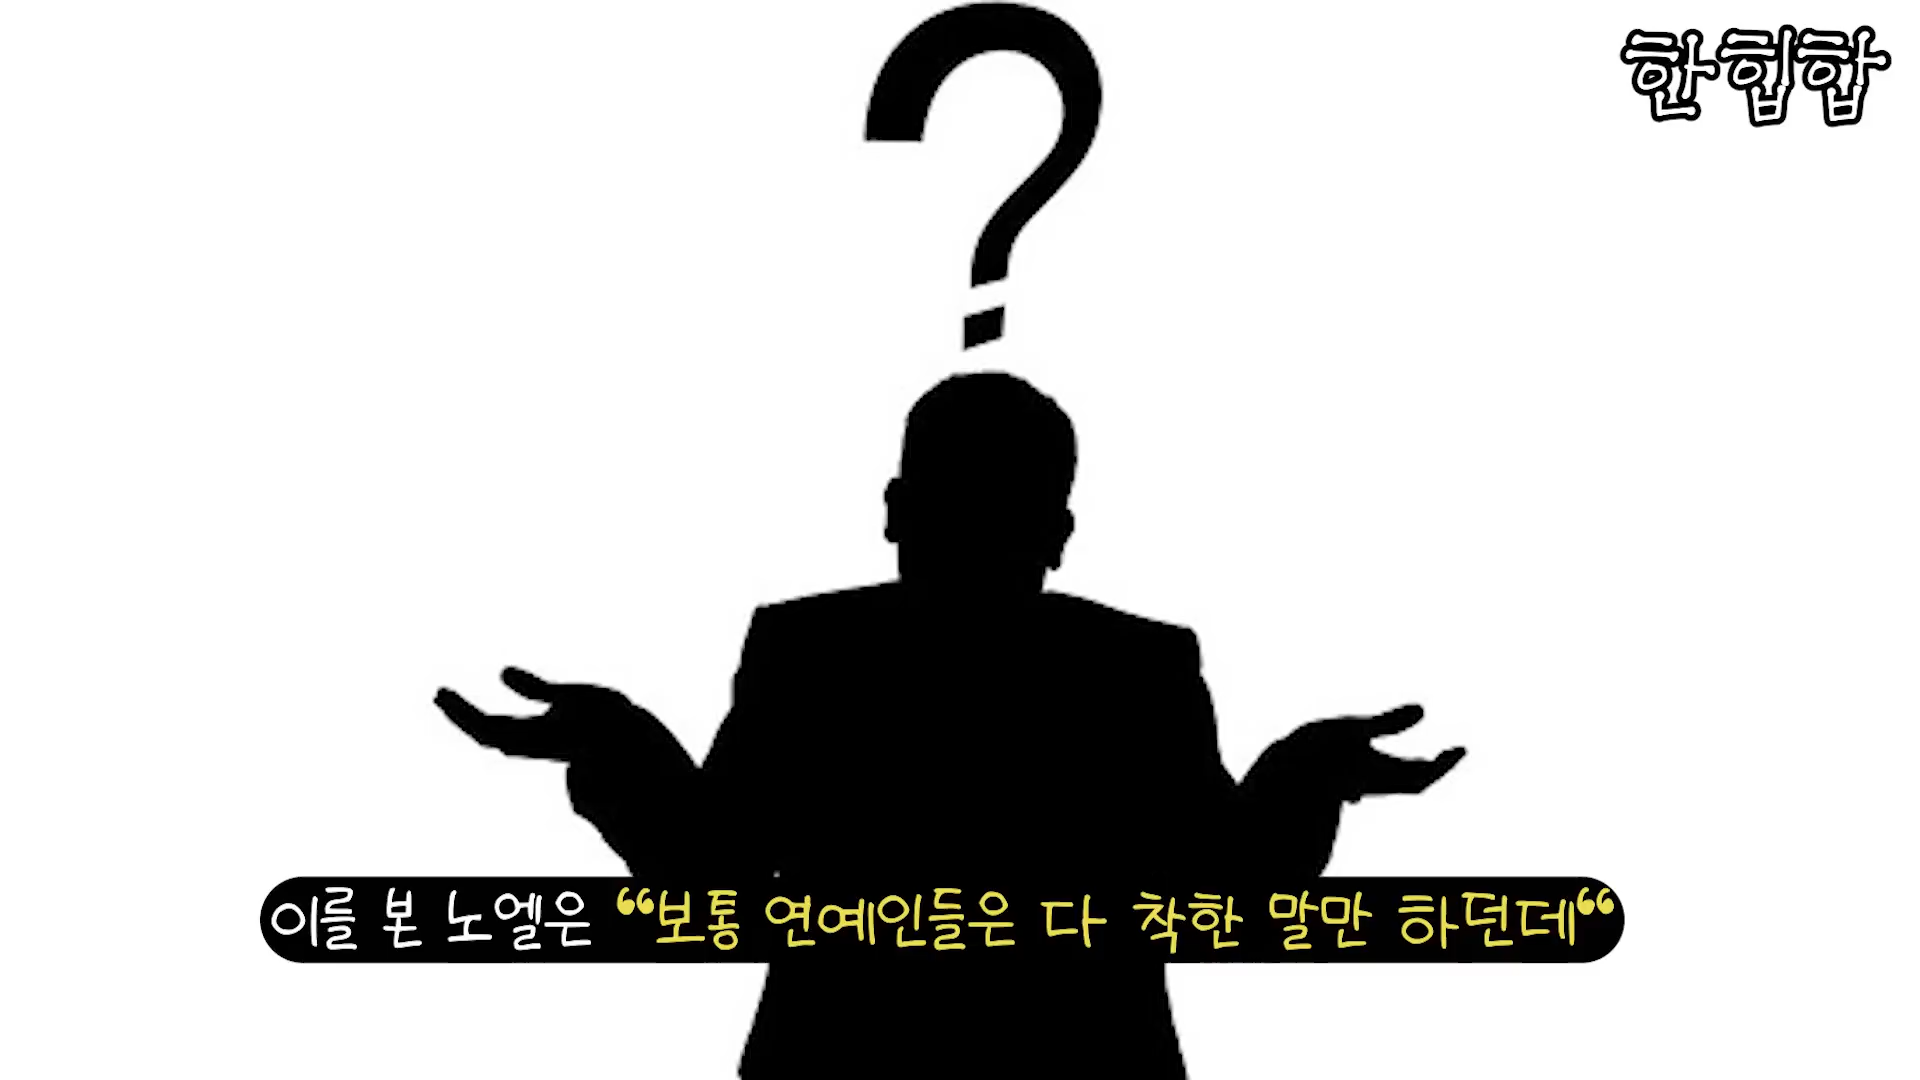 한힙합
이를 본 노엘은 “보통 연예인들은 다 착한 말만 하던데“